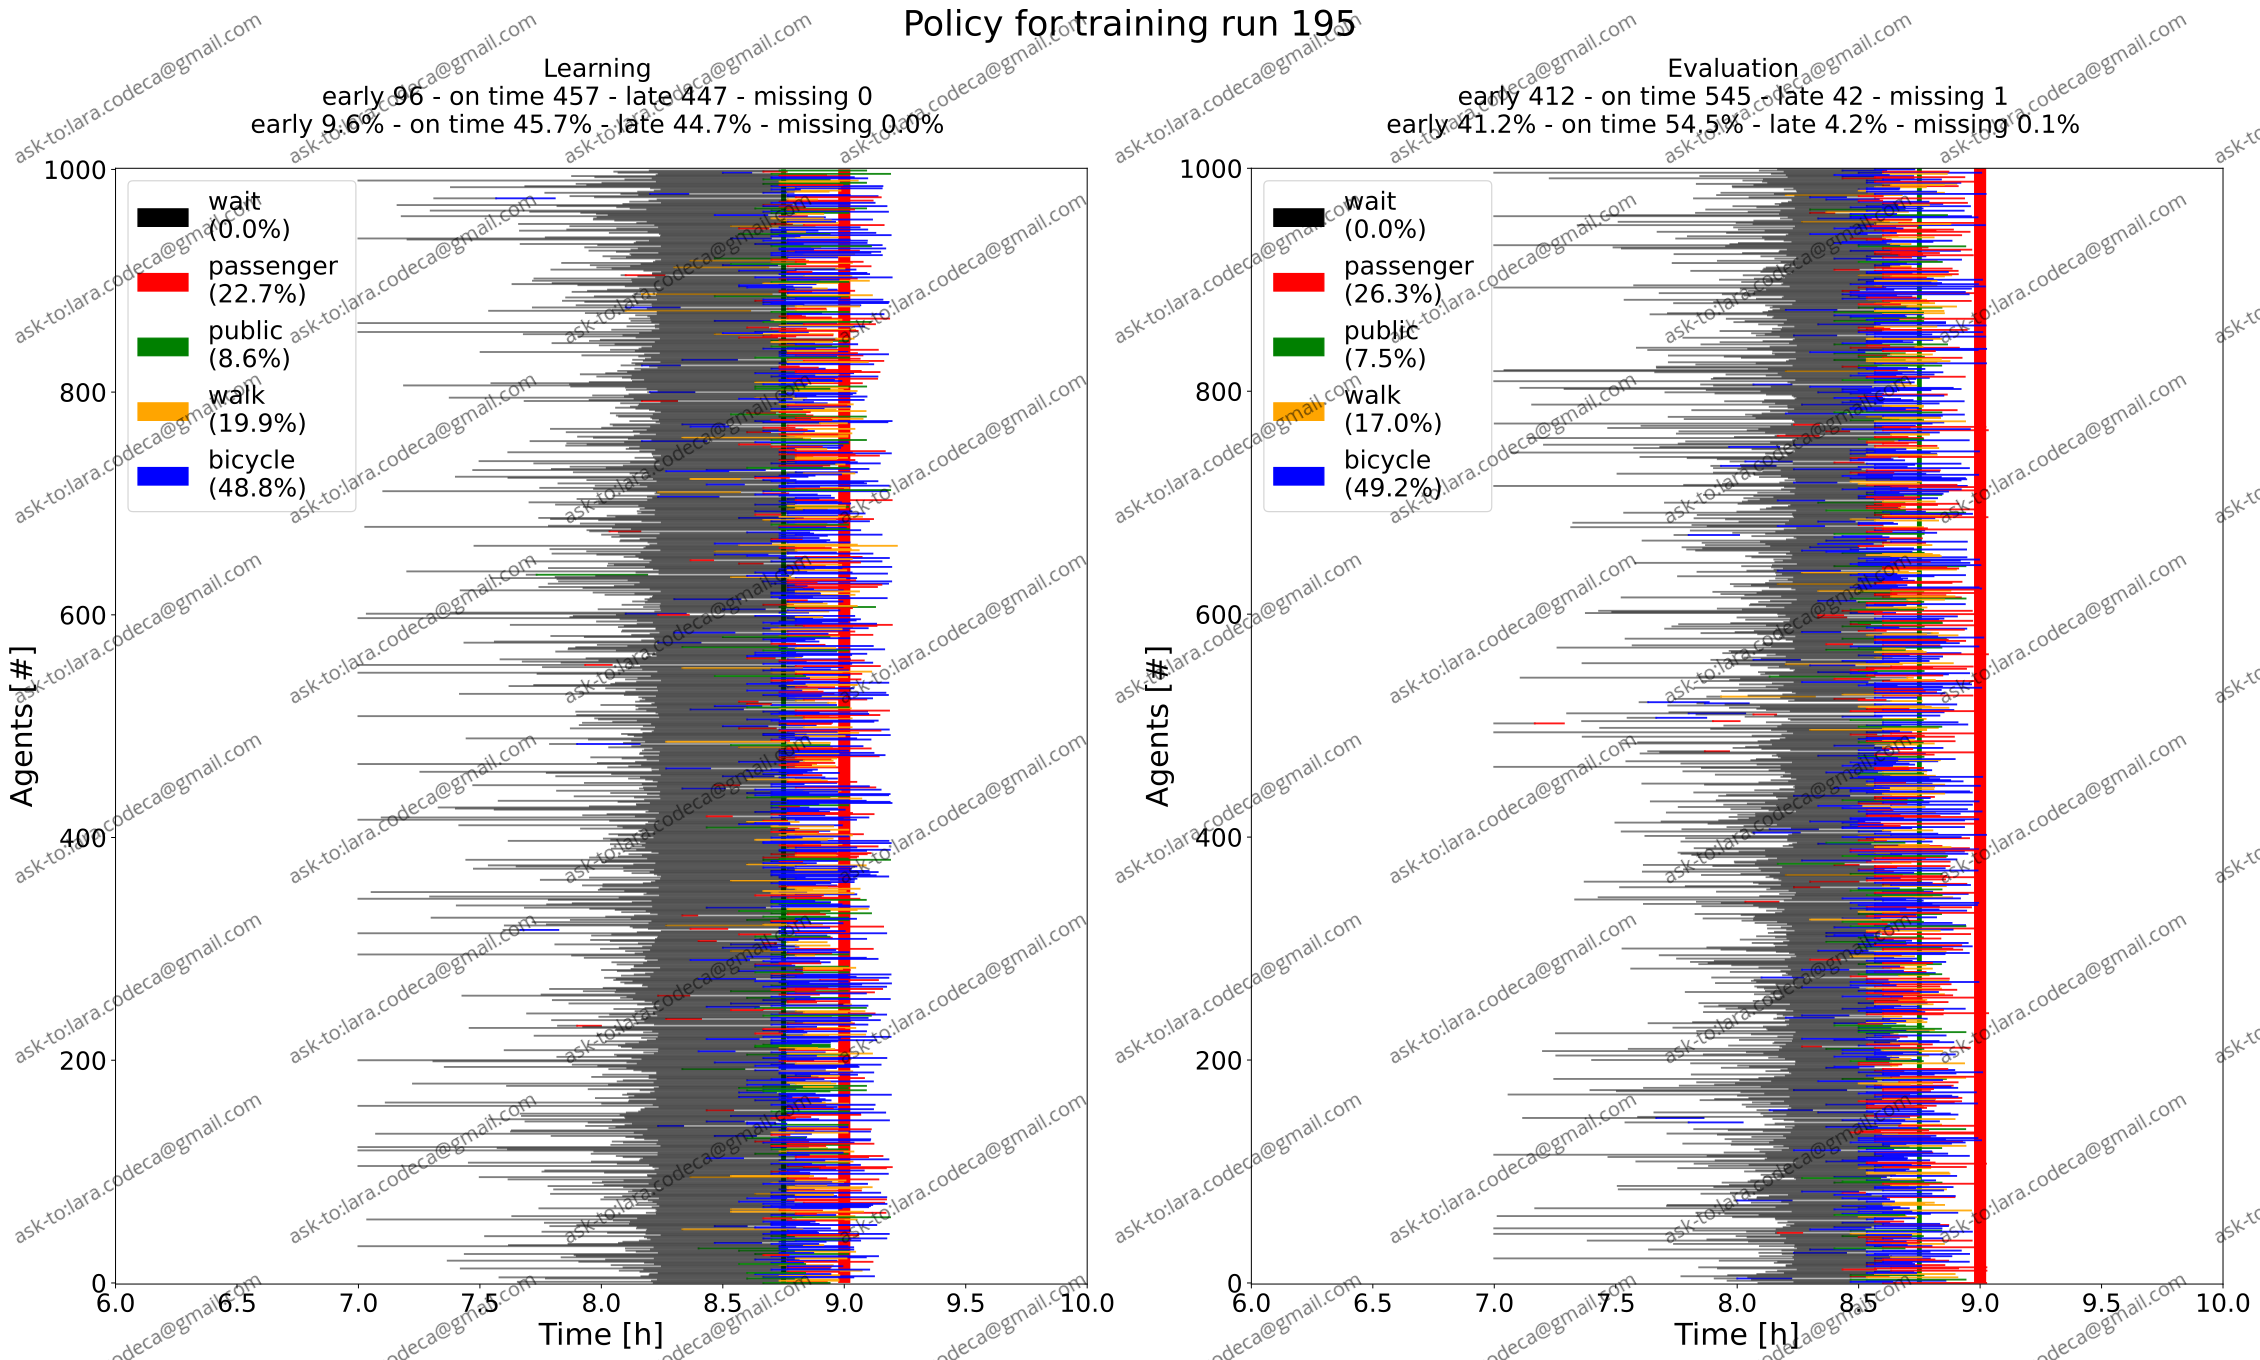 Policy for training run 195
Learning
early 96 - on time 457 - late 447 - missing 0
early 9.6% - on time 45.7% - late 44.7% - missing 0.0%
1000
800
600
400
200
0
Agents [#]
wait
(0.0%)
passenger
(22.7%)
public
(8.6%)
walk
(19.9%)
bicycle
(48.8%)
6.0 6.5 7.0 7.5 8.0 8.5 9.0 9.5 10.0
Time [h]
Evaluation
early 412 - on time 545 - late 42 - missing 1
early 41.2% - on time 54.5% - late 4.2% - missing 0.1%
1000
800
600
400
200
0
Agents [#]
wait
(0.0%)
passenger
(26.3%)
public
(7.5%)
walk
(17.0%)
bicycle
(49.2%)
6.0 6.5 7.0 7.5 8.0 8.5 9.0 9.5 10.0
Time [h]
ask-to:lara.codeca@gmail.com